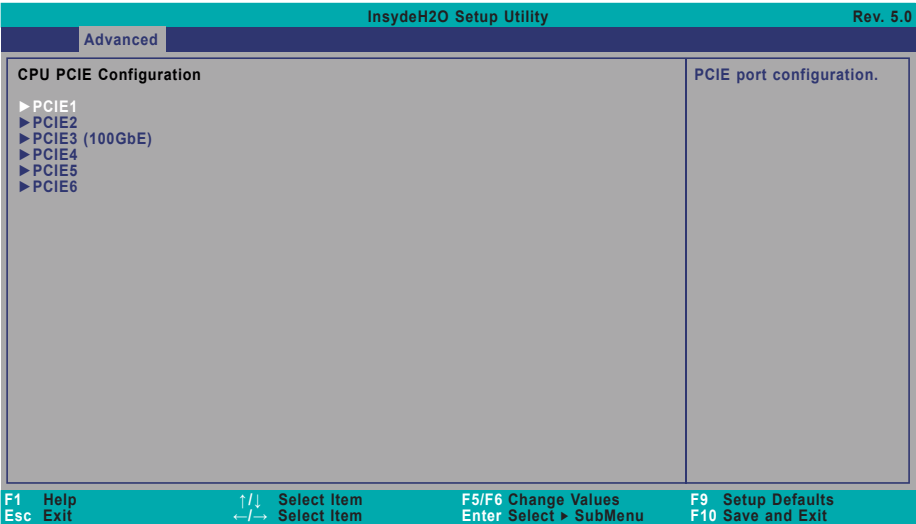 InsydeH2O Setup Utility Rev. 5.0
Advanced
CPU PCIE Configuration
PCIE port configuration.
►PCIE1
►PCIE2
►PCIE3 (100GbE)
►PCIE4
►PCIE5
►PCIE6
F1 Help ↑/↓ Select Item F5/F6 Change Values F9 Setup Defaults
Esc Exit ←/→ Select Item Enter Select ► SubMenu F10 Save and Exit